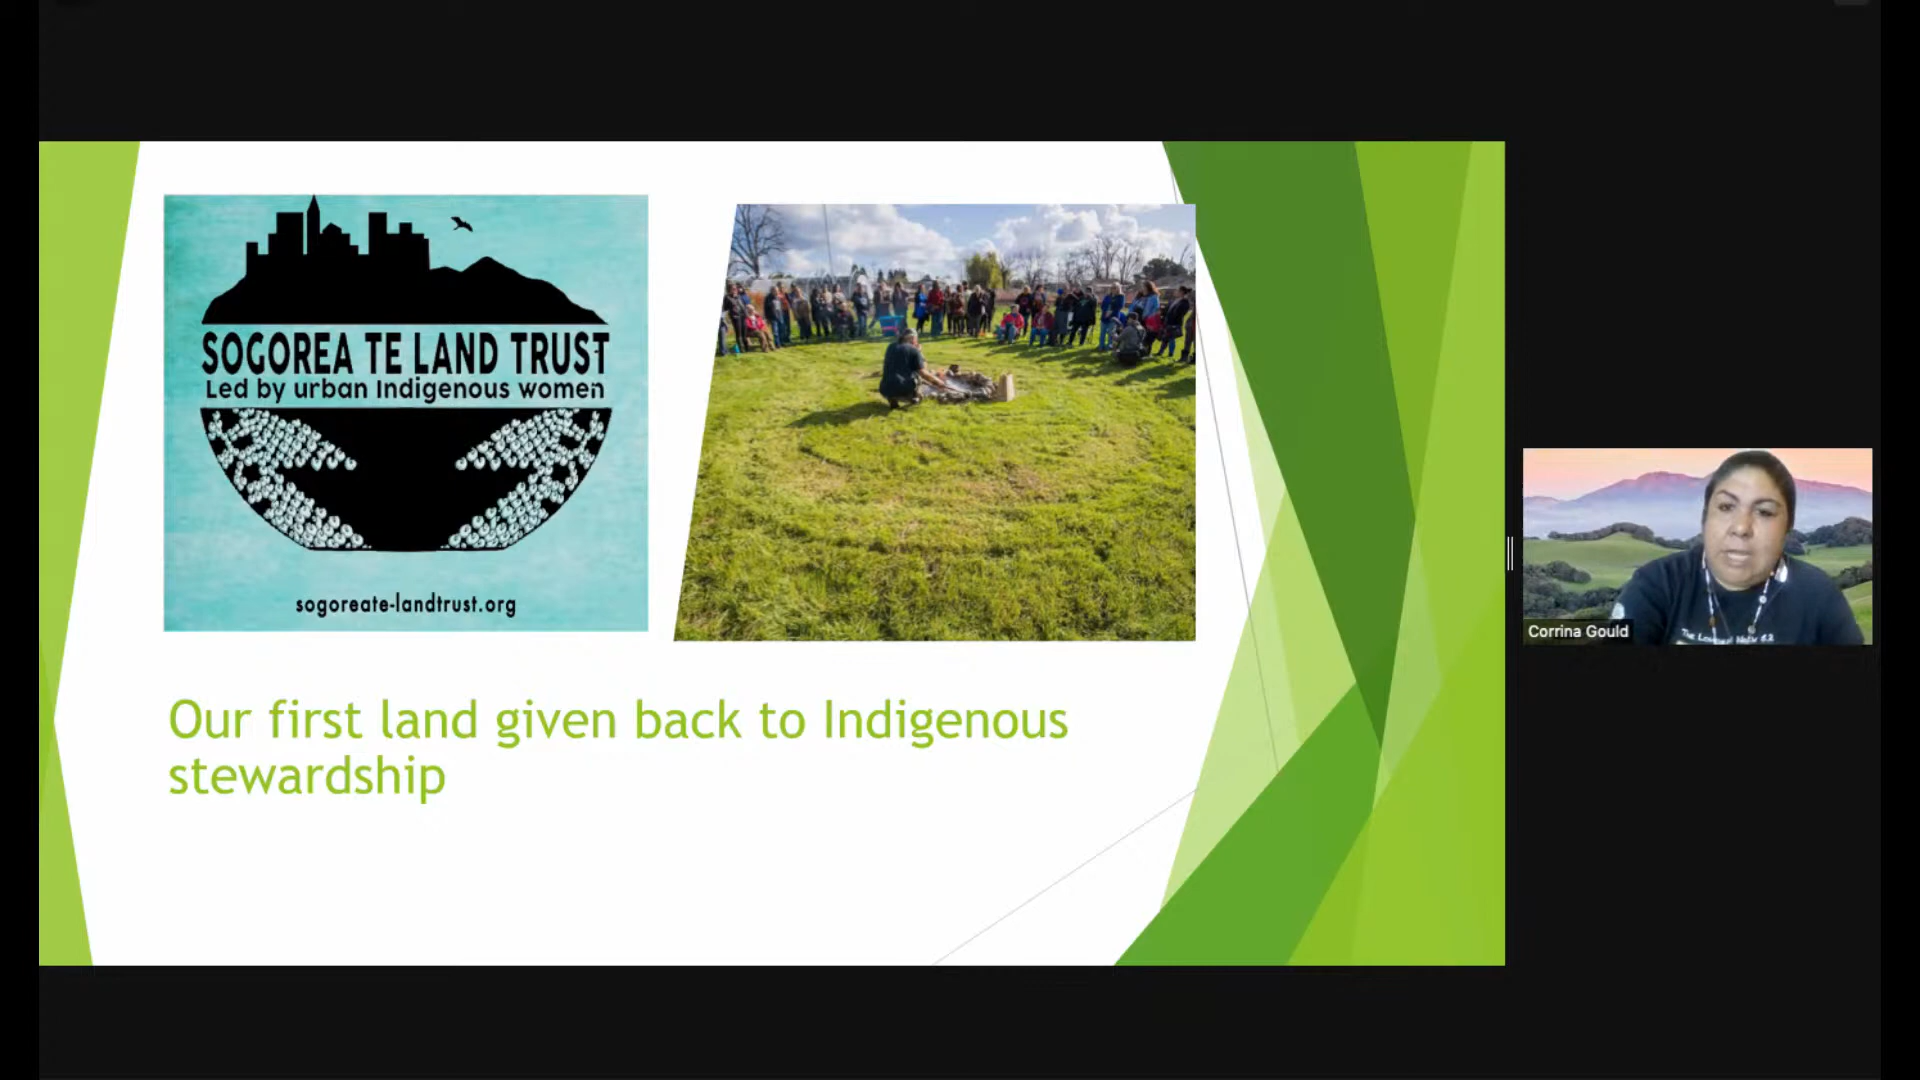 SOGOREA TE LAND TRUST
Led by urban Indigenous women
sogoreate-landtrust.org
Our first land given back to Indigenous
stewardship
Corrina Gould